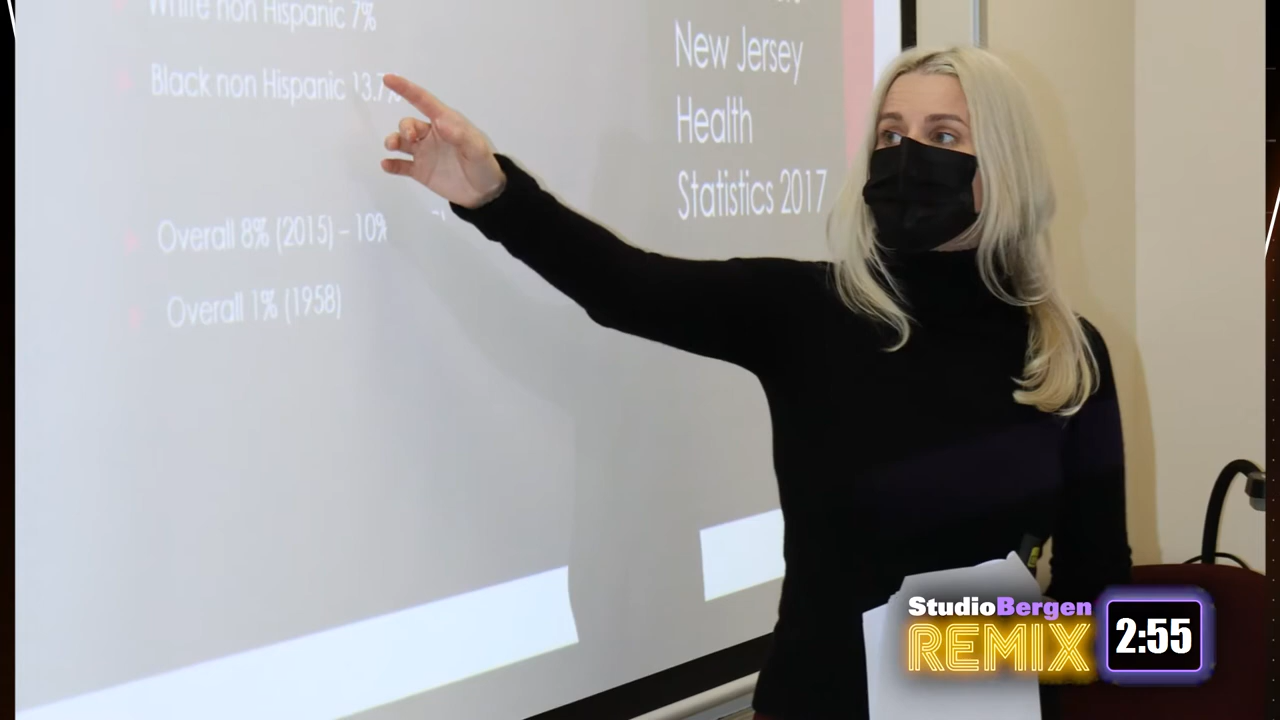 White non Hispanic 7%
Black non Hispanic 13.7%
Overall 8% (2015) – 10%
Overall 1% (1958)
New Jersey
Health
Statistics 2017
StudioBergen
REMIX
2:55